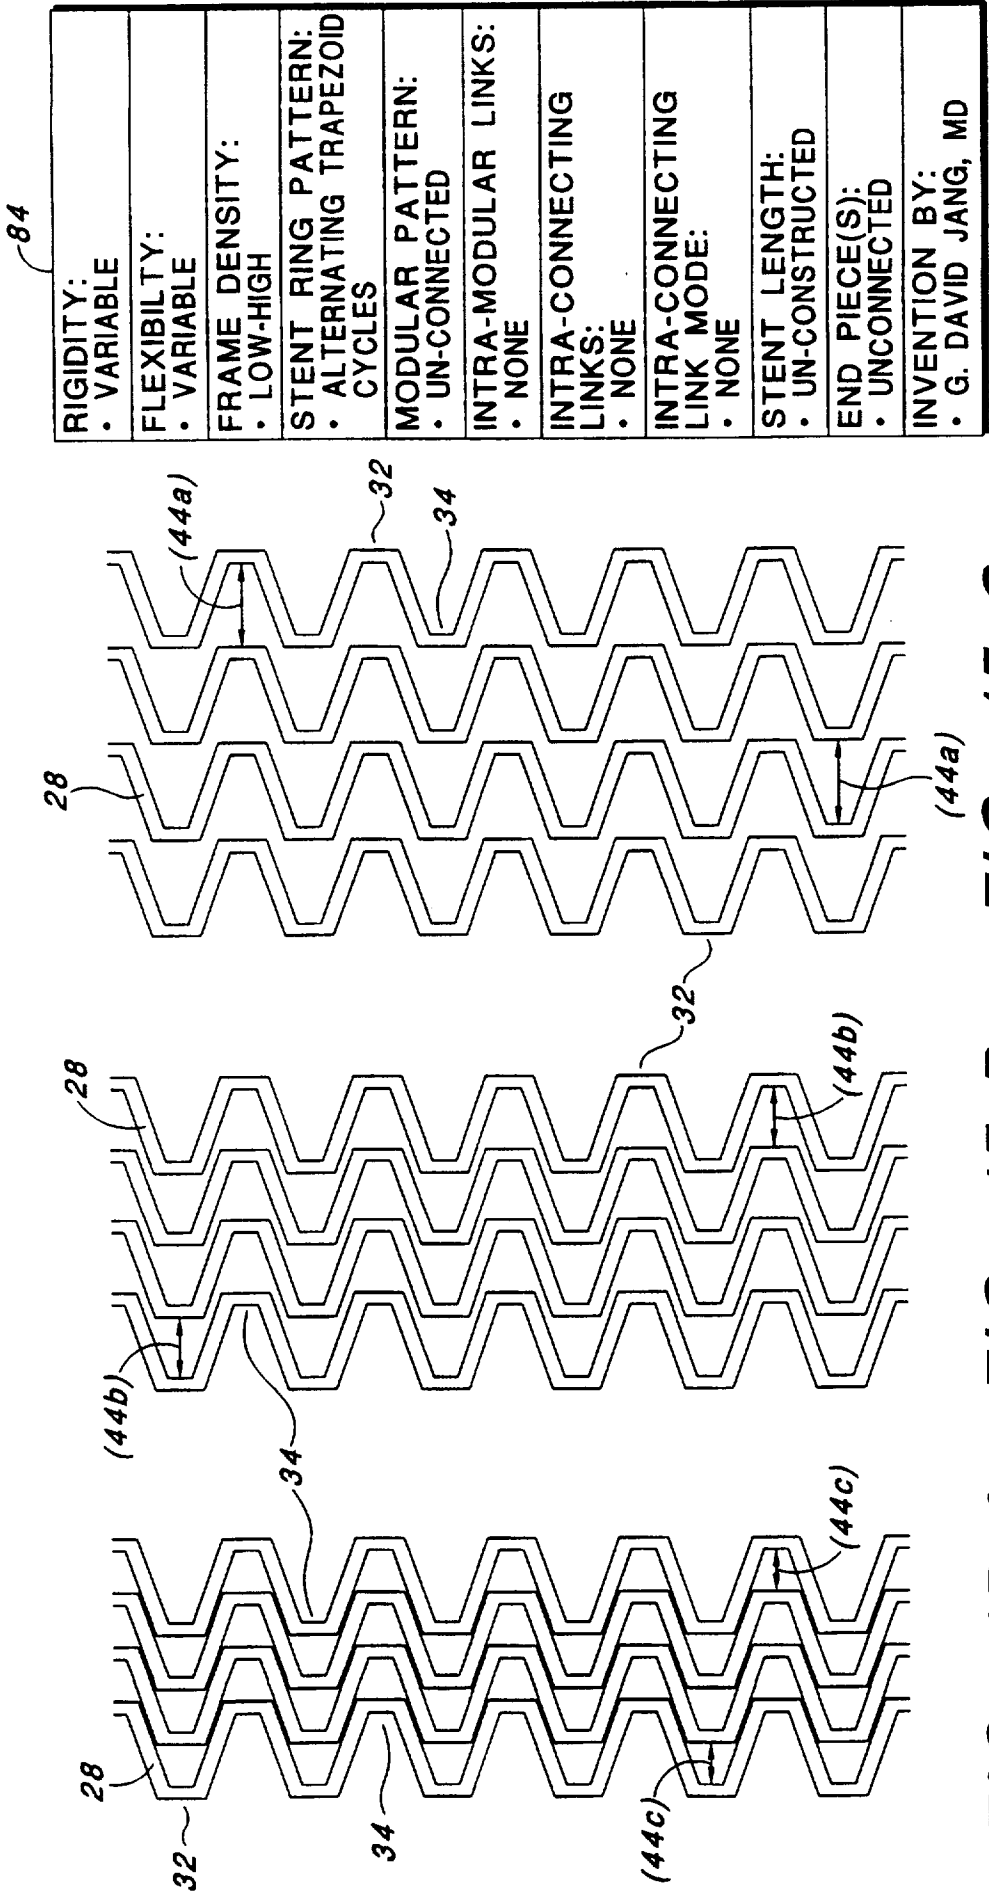 84
RIGIDITY:
• VARIABLE
FLEXIBILTY:
• VARIABLE
FRAME DENSITY:
• LOW-HIGH
STENT RING PATTERN:
• ALTERNATING TRAPEZOID
CYCLES
MODULAR PATTERN:
• UN-CONNECTED
INTRA-MODULAR LINKS:
• NONE
INTRA-CONNECTING
LINKS:
• NONE
INTRA-CONNECTING
LINK MODE:
• NONE
STENT LENGTH:
• UN-CONSTRUCTED
END PIECE(S):
• UNCONNECTED
INVENTION BY:
• G. DAVID JANG, MD
28
32
34
34
(44c)
(44c)
28
(44b)
34
32
(44b)
28
(44a)
32
34
32
(44a)